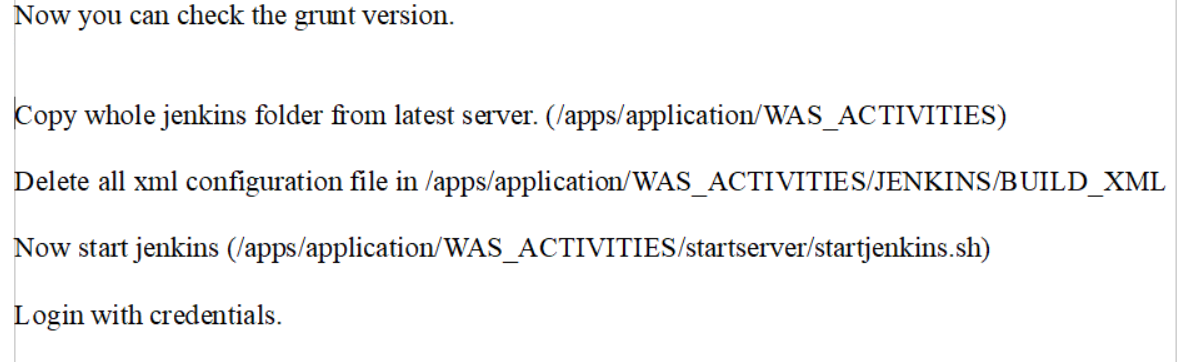 Now you can check the grunt version.
Copy whole jenkins folder from latest server. (/apps/application/WAS_ACTIVITIES)
Delete all xml configuration file in /apps/application/WAS_ACTIVITIES/JENKINS/BUILD_XML
Now start jenkins (/apps/application/WAS_ACTIVITIES/startserver/startjenkins.sh)
Login with credentials.